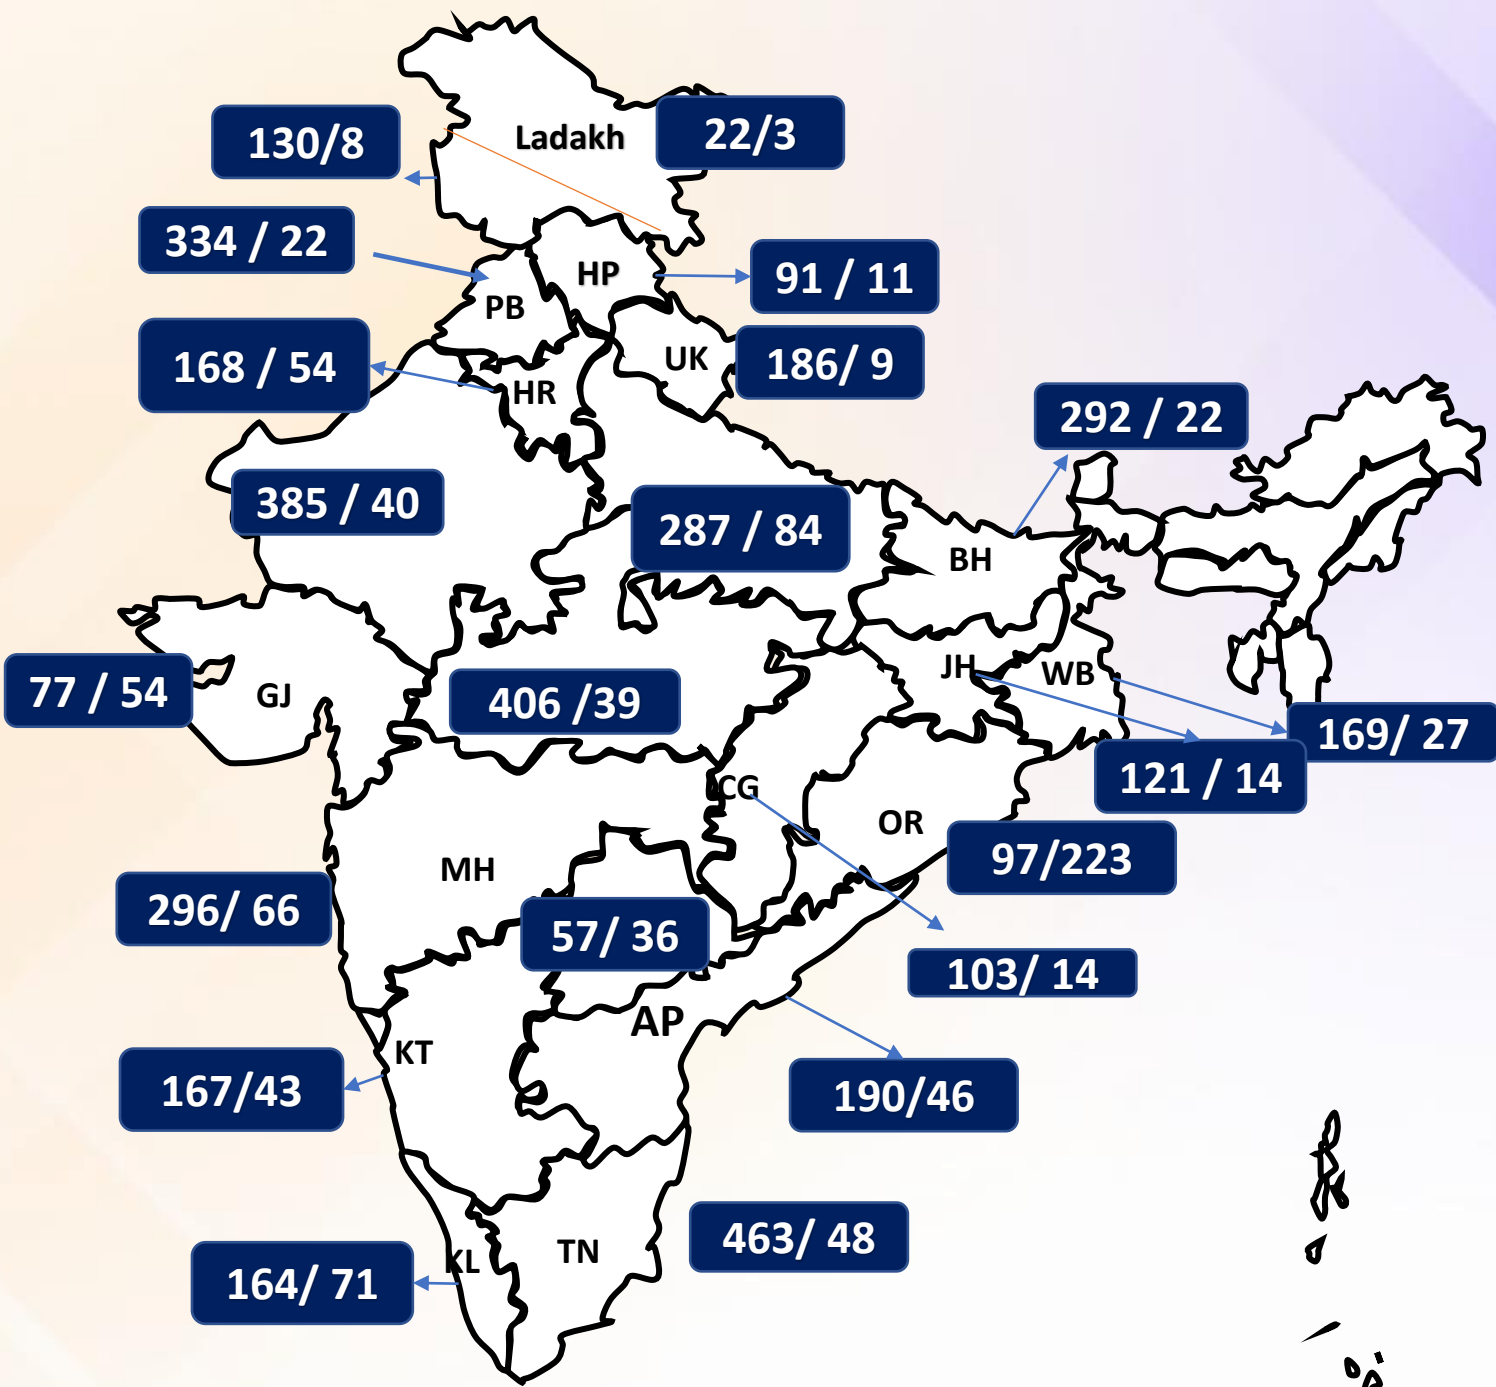 130/8
Ladakh
22/3
334 / 22
HP
91 / 11
PB
168 / 54
HR
UK
186/ 9
292 / 22
385 / 40
287 / 84
BH
77 / 54
GJ
406 /39
JH
WB
169/ 27
121 / 14
CG
OR
97/223
MH
296/ 66
57/ 36
103/ 14
AP
KT
167/43
190/46
463/ 48
TN
KL
164/ 71